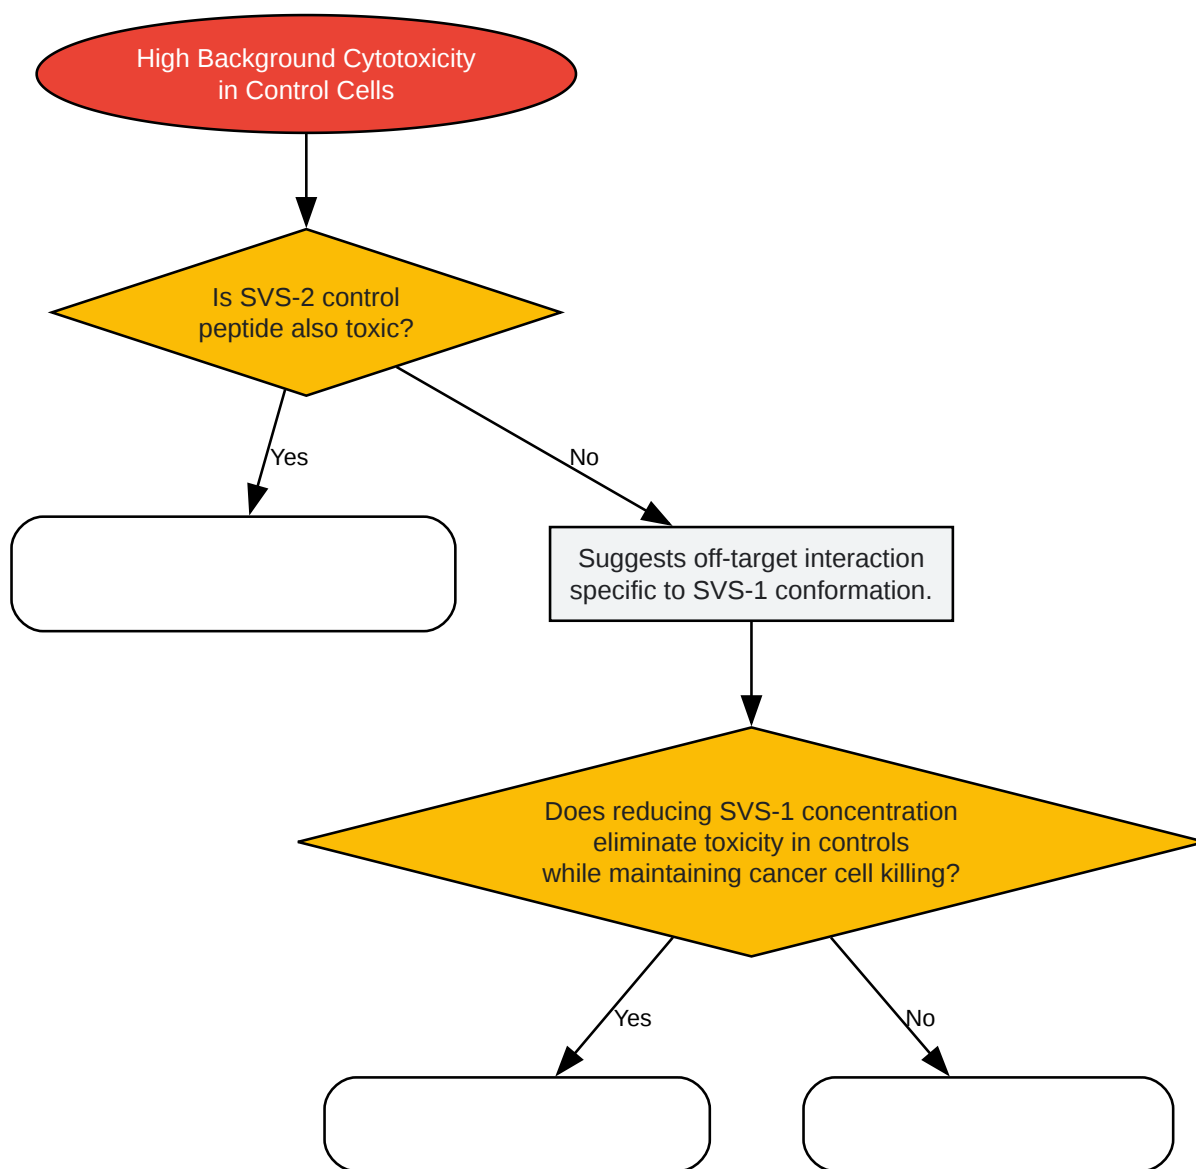 High Background Cytotoxicity
in Control Cells
Is SVS-2 control
peptide also toxic?
Yes
No
Suggests off-target interaction
specific to SVS-1 conformation.
Does reducing SVS-1 concentration
eliminate toxicity in controls
while maintaining cancer cell killing?
Yes
No